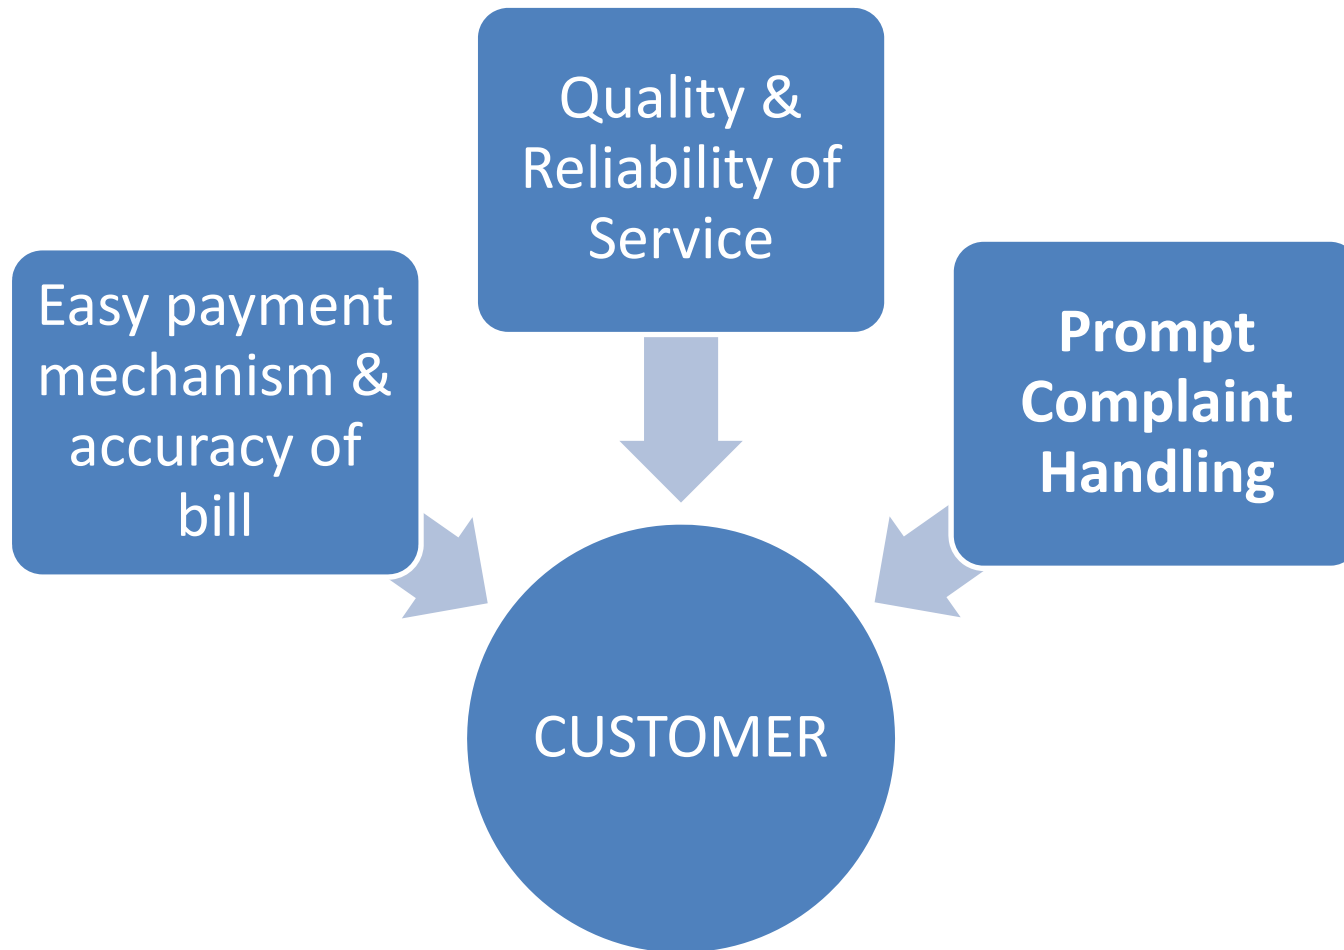 Quality &
Reliability of
Service
Easy payment
mechanism &
accuracy of
bill
Prompt
Complaint
Handling
CUSTOMER